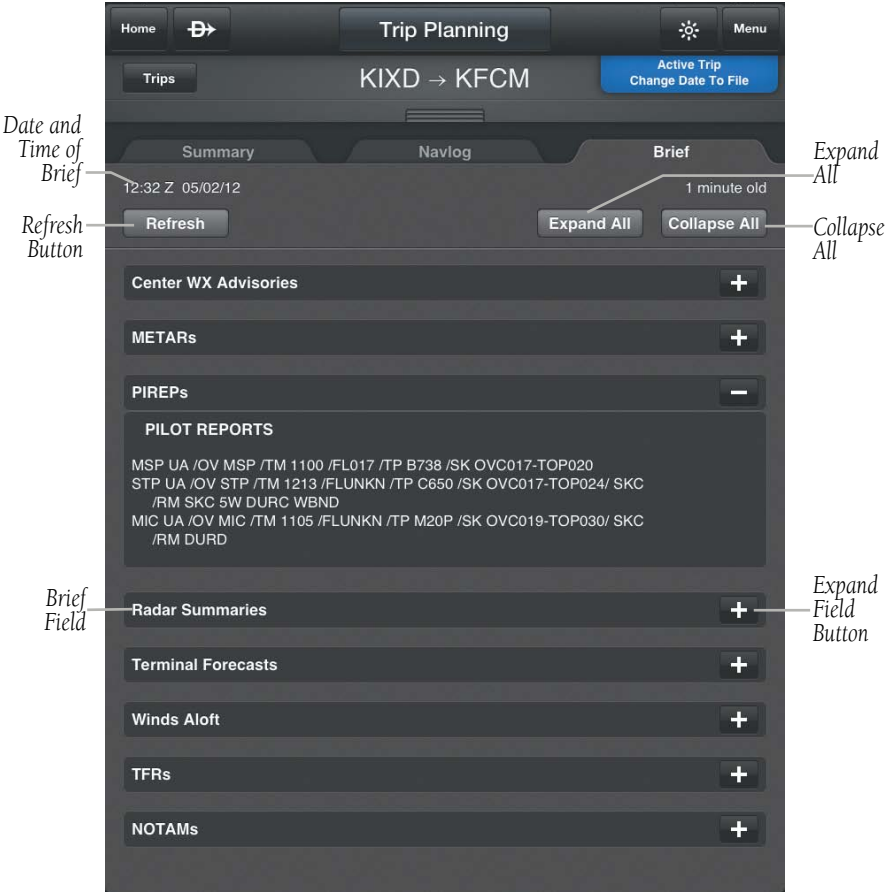 Home
Trip Planning
Menu
Trips
KIXD → KFCM
Active Trip
Change Date To File
Summary
Navlog
Brief
Date and
Time of
Brief
12:32 Z 05/02/12
1 minute old
Expand
All
Refresh
Button
Refresh
Expand All
Collapse All
Collapse
All
Center WX Advisories
METARs
PIREPs
PILOT REPORTS
MSP UA /OV MSP /TM 1100 /FL017 /TP B738 /SK OVC017-TOP020
STP UA /OV STP /TM 1213 /FLUNKN /TP C650 /SK OVC017-TOP024/ SKC
/RM SKC 5W DURC WBND
MIC UA /OV MIC /TM 1105 /FLUNKN /TP M20P /SK OVC019-TOP030/ SKC
/RM DURD
Brief
Field
Radar Summaries
Expand
Field
Button
Terminal Forecasts
Winds Aloft
TFRs
NOTAMs